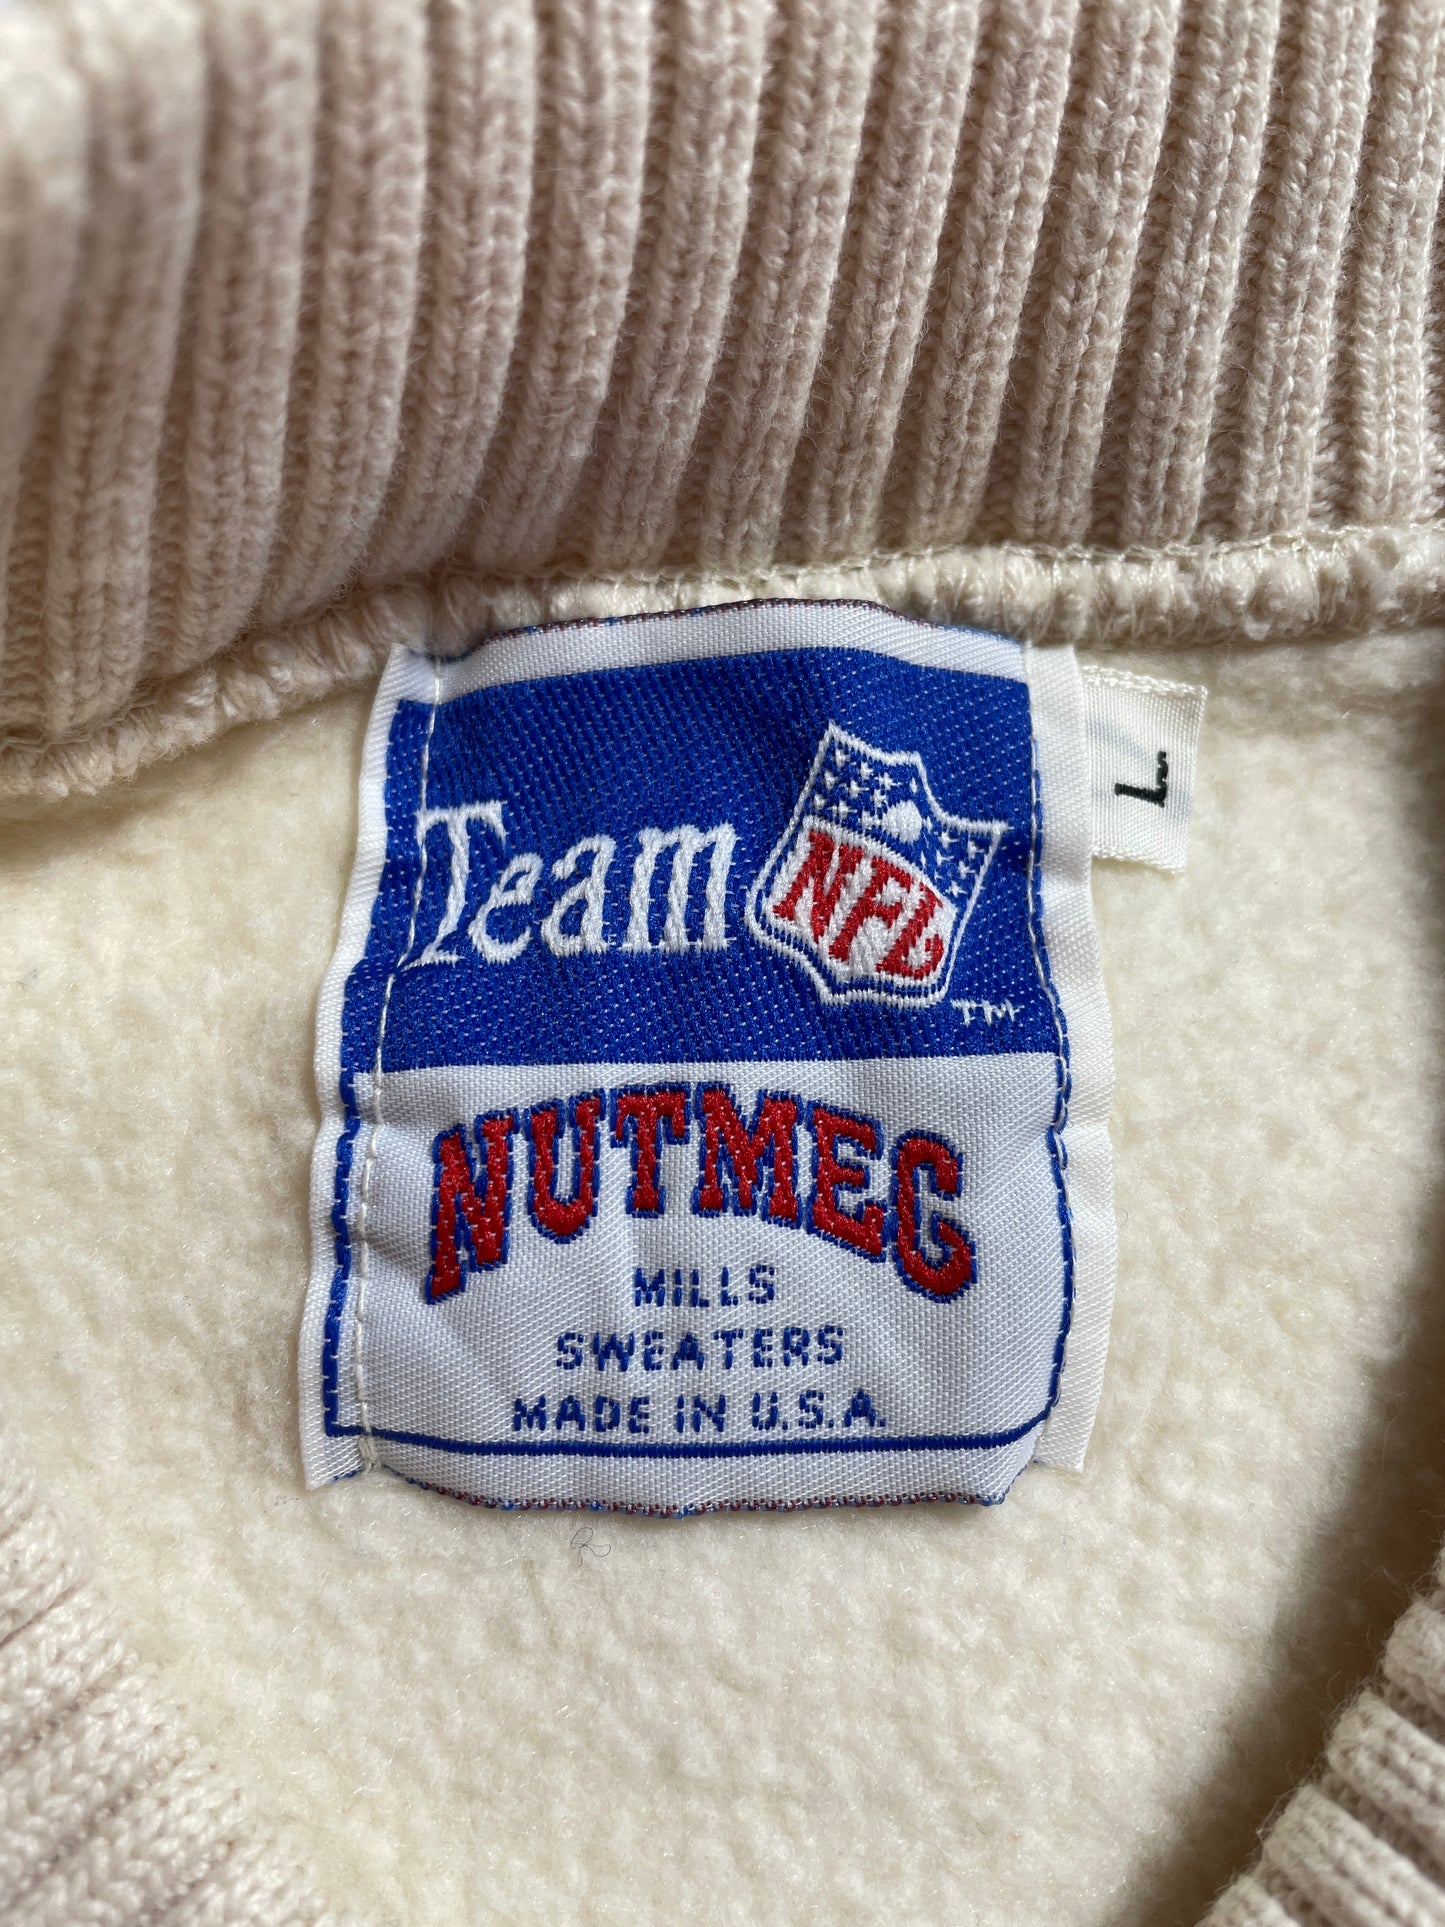 Team NFL TM
L
NUTMEG
MILLS
SWEATERS
MADE IN U.S.A.